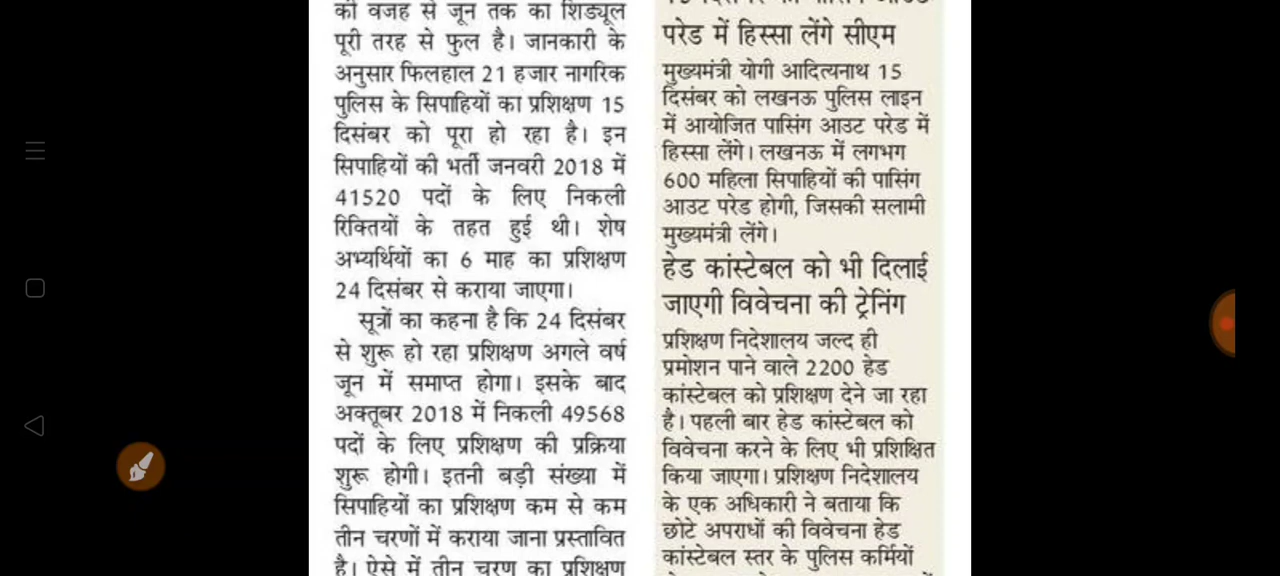 की वजह से जून तक का शिड्यूल
पूरी तरह से फुल है। जानकारी के
अनुसार फिलहाल 21 हजार नागरिक
पुलिस के सिपाहियों का प्रशिक्षण 15
दिसंबर को पूरा हो रहा है। इन
सिपाहियों की भर्ती जनवरी 2018 में
41520 पदों के लिए निकली
रिक्तियों के तहत हुई थी। शेष
अभ्यर्थियों का 6 माह का प्रशिक्षण
24 दिसंबर से कराया जाएगा।
सूत्रों का कहना है कि 24 दिसंबर
से शुरू हो रहा प्रशिक्षण अगले वर्ष
जून में समाप्त होगा। इसके बाद
अक्तूबर 2018 में निकली 49568
पदों के लिए प्रशिक्षण की प्रक्रिया
शुरू होगी। इतनी बड़ी संख्या में
सिपाहियों का प्रशिक्षण कम से कम
तीन चरणों में कराया जाना प्रस्तावित
है। ऐसे में तीन चरण का प्रशिक्षण
परेड में हिस्सा लेंगे सीएम
मुख्यमंत्री योगी आदित्यनाथ 15
दिसंबर को लखनऊ पुलिस लाइन
में आयोजित पासिंग आउट परेड में
हिस्सा लेंगे। लखनऊ में लगभग
600 महिला सिपाहियों की पासिंग
आउट परेड होगी, जिसकी सलामी
मुख्यमंत्री लेंगे।
हेड कांस्टेबल को भी दिलाई
जाएगी विवेचना की ट्रेनिंग
प्रशिक्षण निदेशालय जल्द ही
प्रमोशन पाने वाले 2200 हेड
कांस्टेबल को प्रशिक्षण देने जा रहा
है। पहली बार हेड कांस्टेबल को
विवेचना करने के लिए भी प्रशिक्षित
किया जाएगा। प्रशिक्षण निदेशालय
के एक अधिकारी ने बताया कि
छोटे अपराधों की विवेचना हेड
कांस्टेबल स्तर के पुलिस कर्मियों